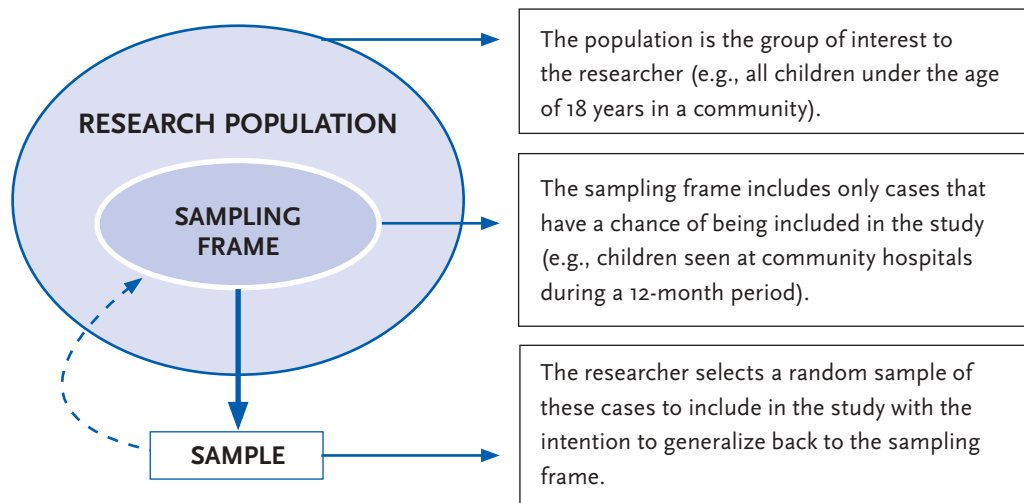 RESEARCH POPULATION
SAMPLING
FRAME
SAMPLE
The population is the group of interest to
the researcher (e.g., all children under the age
of 18 years in a community).
The sampling frame includes only cases that
have a chance of being included in the study
(e.g., children seen at community hospitals
during a 12-month period).
The researcher selects a random sample of
these cases to include in the study with the
intention to generalize back to the sampling
frame.